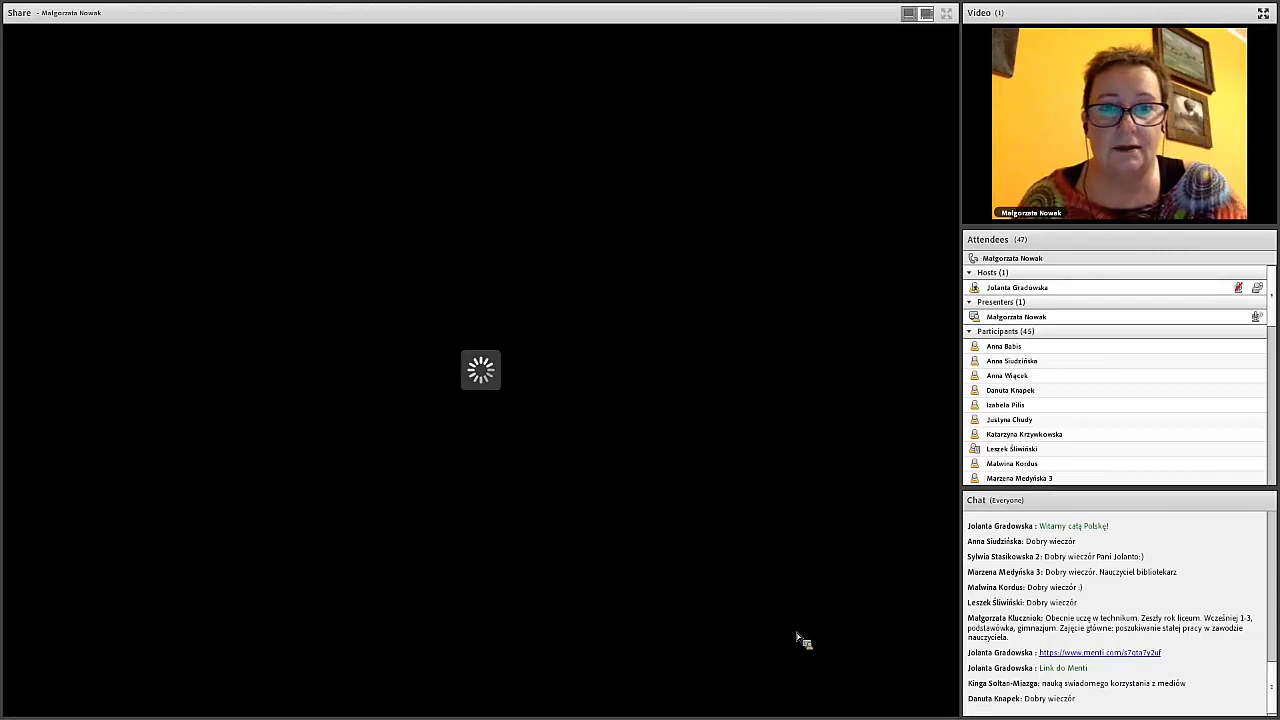 Share - Małgorzata Nowak
Video (1)
Małgorzata Nowak
Attendees (47)
Małgorzata Nowak
Hosts (1)
Jolanta Gradowska
Presenters (1)
Małgorzata Nowak
Participants (45)
Anna Babis
Anna Siudzińska
Anna Wiącek
Danuta Knapek
Izabela Pilis
Justyna Chudy
Katarzyna Krzywkowska
Leszek Śliwiński
Malwina Kordus
Marzena Medyńska 3
Chat (Everyone)
Jolanta Gradowska : Witamy całą Polskę!
Anna Siudzińska: Dobry wieczór
Sylwia Stasikowska 2: Dobry wieczór Pani Jolanto:)
Marzena Medyńska 3: Dobry wieczór. Nauczyciel bibliotekarz
Malwina Kordus: Dobry wieczór :)
Leszek Śliwiński: Dobry wieczór
Małgorzata Kluczniok: Obecnie uczę w technikum. Zeszły rok liceum. Wcześniej 1-3,
podstawówka, gimnazjum. Zajęcie główne: poszukiwanie stałej pracy w zawodzie
nauczyciela.
Jolanta Gradowska : https://www.menti.com/s7qta7y2uf
Jolanta Gradowska : Link do Menti
Kinga Sołtan-Miazga: nauką swiadomego korzystania z mediów
Danuta Knapek: Dobry wieczór